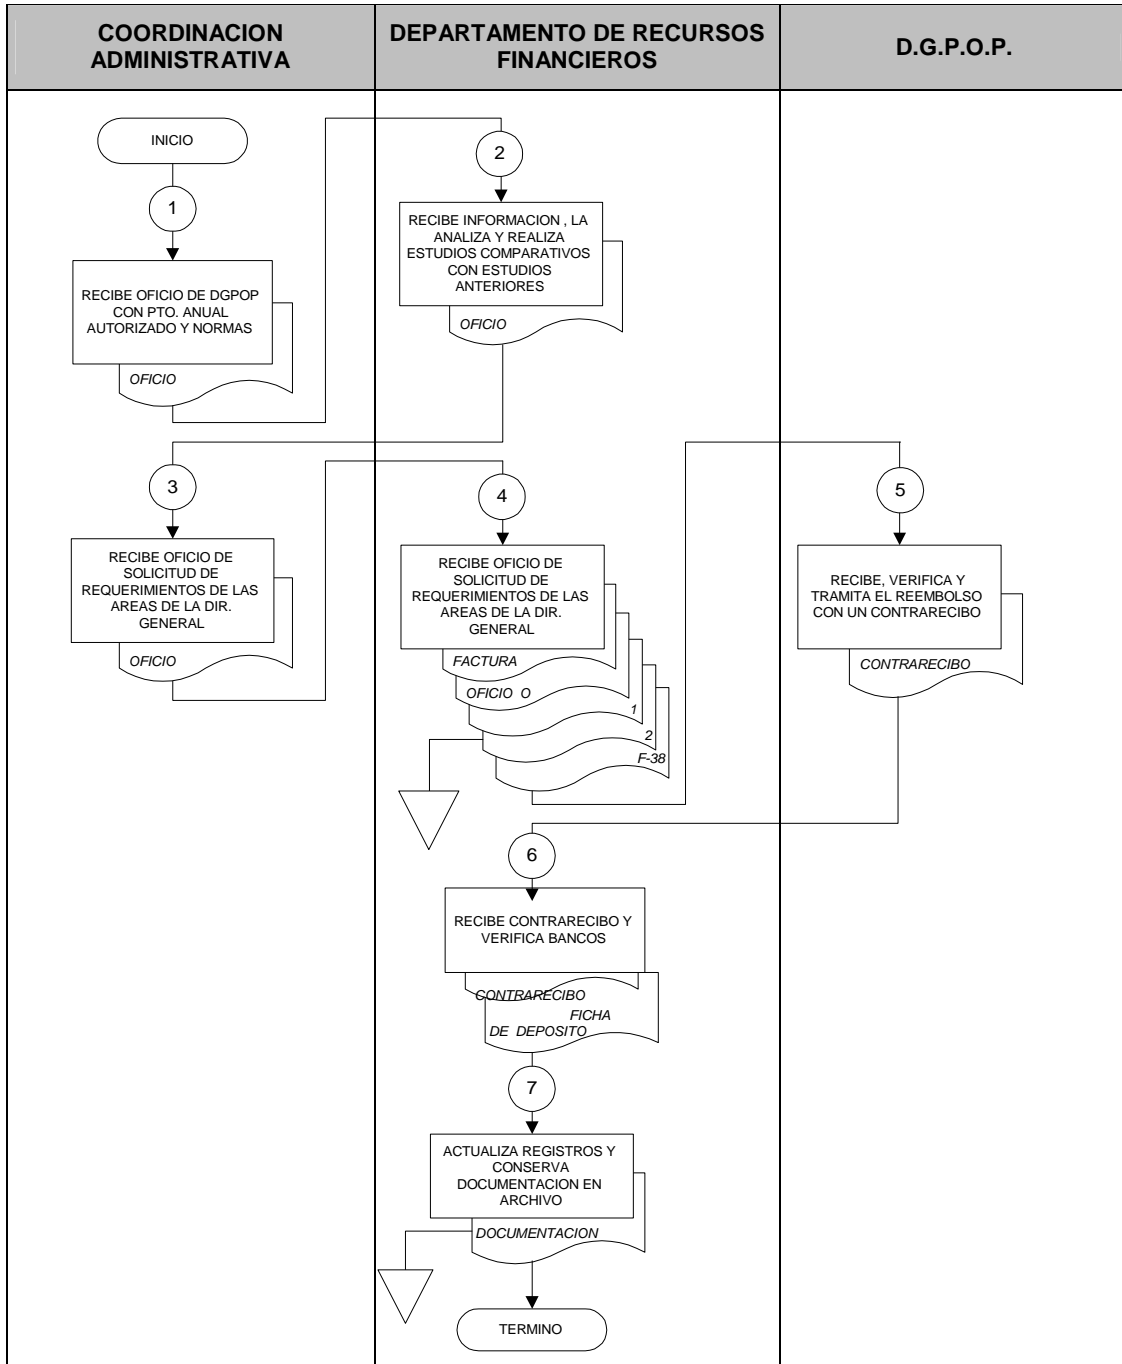 COORDINACION
ADMINISTRATIVA
DEPARTAMENTO DE RECURSOS
FINANCIEROS
D.G.P.O.P.
INICIO
1
RECIBE OFICIO DE DGPOP
CON PTO. ANUAL
AUTORIZADO Y NORMAS
OFICIO
2
RECIBE INFORMACION , LA
ANALIZA Y REALIZA
ESTUDIOS COMPARATIVOS
CON ESTUDIOS
ANTERIORES
OFICIO
3
RECIBE OFICIO DE
SOLICITUD DE
REQUERIMIENTOS DE LAS
AREAS DE LA DIR.
GENERAL
OFICIO
4
RECIBE OFICIO DE
SOLICITUD DE
REQUERIMIENTOS DE LAS
AREAS DE LA DIR.
GENERAL
FACTURA
OFICIO O
1
2
F-38
5
RECIBE, VERIFICA Y
TRAMITA EL REEMBOLSO
CON UN CONTRARECIBO
CONTRARECIBO
6
RECIBE CONTRARECIBO Y
VERIFICA BANCOS
CONTRARECIBO
FICHA
DE DEPOSITO
7
ACTUALIZA REGISTROS Y
CONSERVA
DOCUMENTACION EN
ARCHIVO
DOCUMENTACION
TERMINO